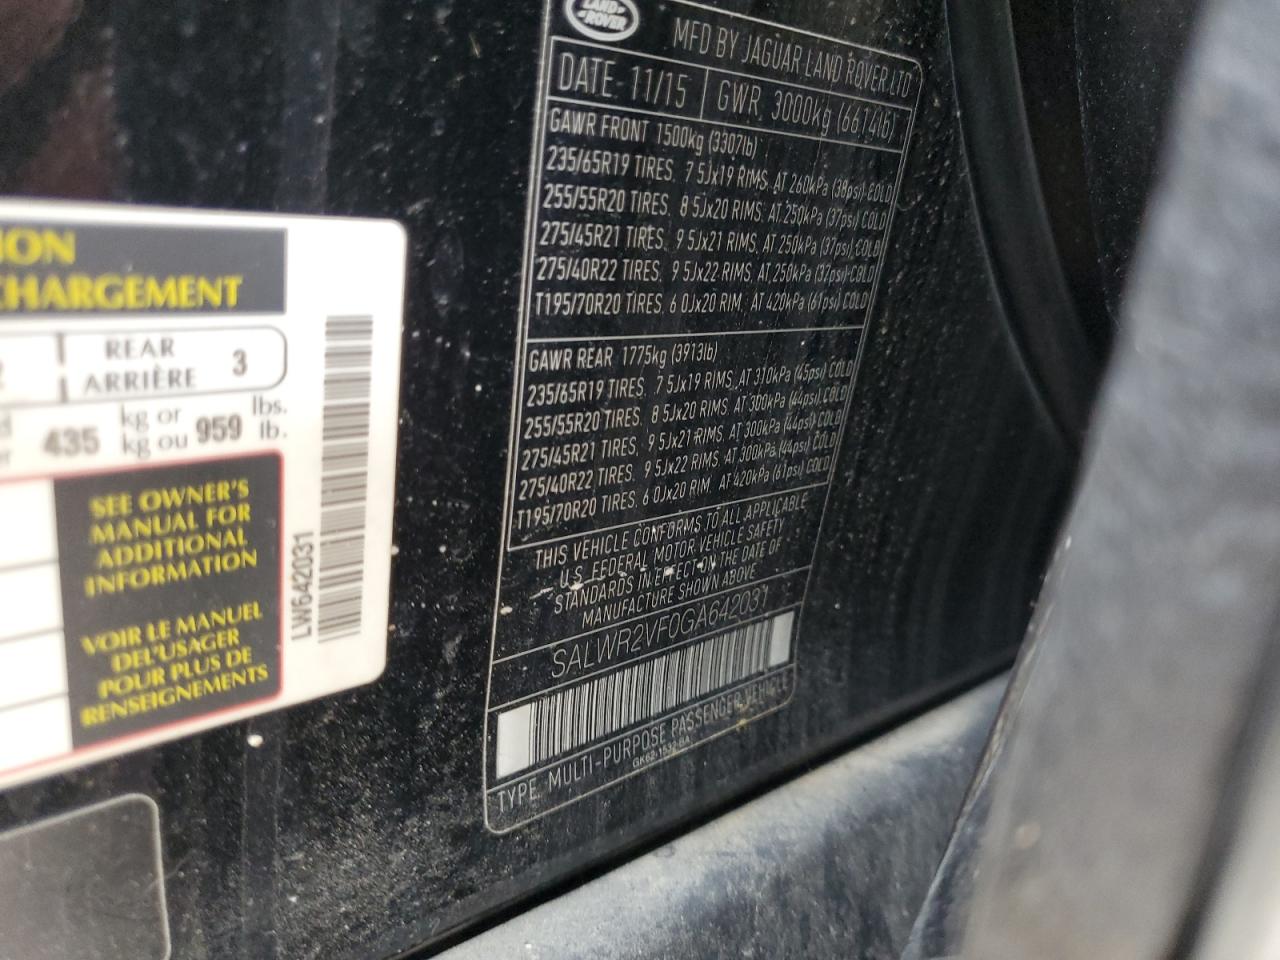 LAND-
-ROVER
MFD BY JAGUAR LAND ROVER LTD
DATE: 11/15
GWR. 3000kg (6614lb)
GAWR FRONT 1500kg (3307lb)
235/65R19 TIRES, 7 5Jx19 RIMS, AT 260kPa (38psi) COLD
255/55R20 TIRES, 8 5Jx20 RIMS, AT 250kPa (37psi) COLD
275/45R21 TIRES, 9 5Jx21 RIMS, AT 250kPa (37psi) COLD
275/40R22 TIRES, 9 5Jx22 RIMS, AT 250kPa (37psi) COLD
T195/70R20 TIRES, 6 0Jx20 RIM, AT 420kPa (61psi) COLD
GAWR REAR 1775kg (3913lb)
235/65R19 TIRES, 7 5Jx19 RIMS, AT 310kPa (45psi) COLD
255/55R20 TIRES, 8 5Jx20 RIMS, AT 300kPa (44psi) COLD
275/45R21 TIRES, 9 5Jx21 RIMS, AT 300kPa (44psi) COLD
275/40R22 TIRES, 9 5Jx22 RIMS, AT 300kPa (44psi) COLD
T195/70R20 TIRES, 6 0Jx20 RIM, AT 420kPa (61psi) COLD
THIS VEHICLE CONFORMS TO ALL APPLICABLE
U.S. FEDERAL MOTOR VEHICLE SAFETY
STANDARDS IN EFFECT ON THE DATE OF
MANUFACTURE SHOWN ABOVE
SALWR2VF0GA642031
TYPE: MULTI-PURPOSE PASSENGER VEHICLE
GK62-1532-BA
ION
CHARGEMENT
REAR
ARRIÈRE 3
435 kg or
kg ou 959 lbs.
lb.
SEE OWNER'S
MANUAL FOR
ADDITIONAL
INFORMATION
VOIR LE MANUEL
DEL'USAGER
POUR PLUS DE
RENSEIGNEMENTS
LW642031